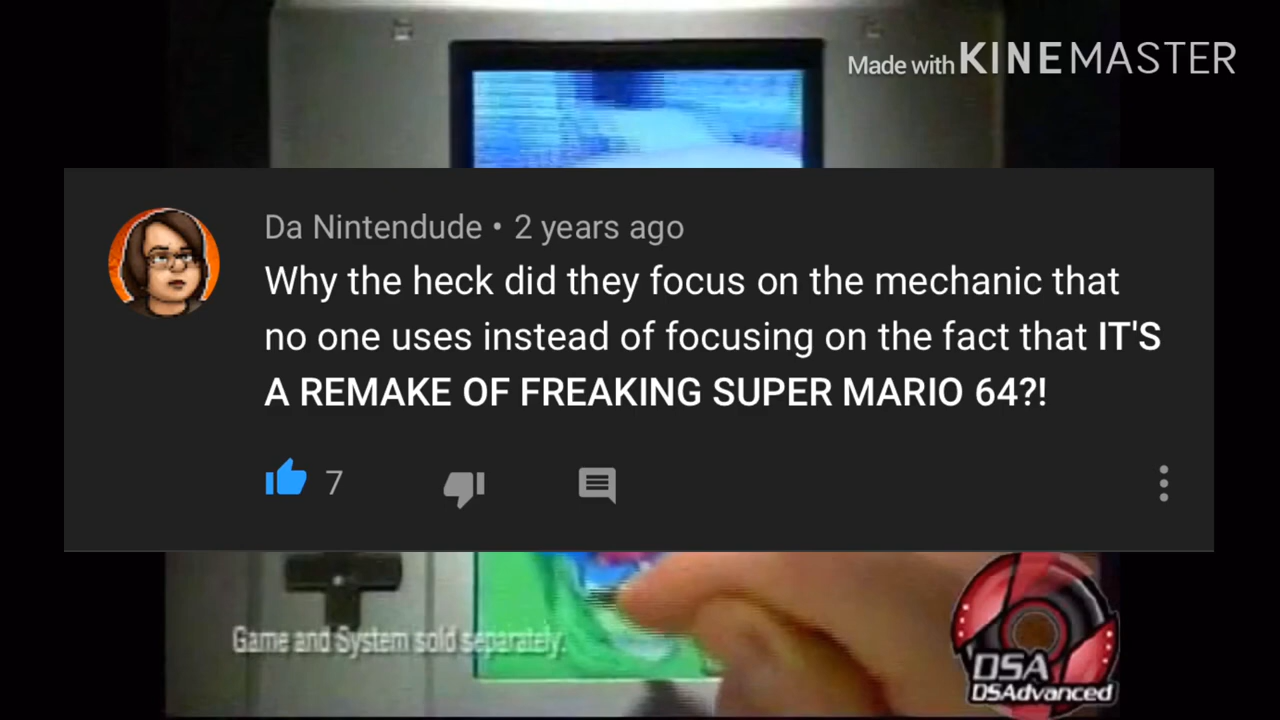 Made with KINEMASTER
Da Nintendude • 2 years ago
Why the heck did they focus on the mechanic that
no one uses instead of focusing on the fact that IT'S
A REMAKE OF FREAKING SUPER MARIO 64?!
7
Game and System sold separately.
DSA
DSAdvanced